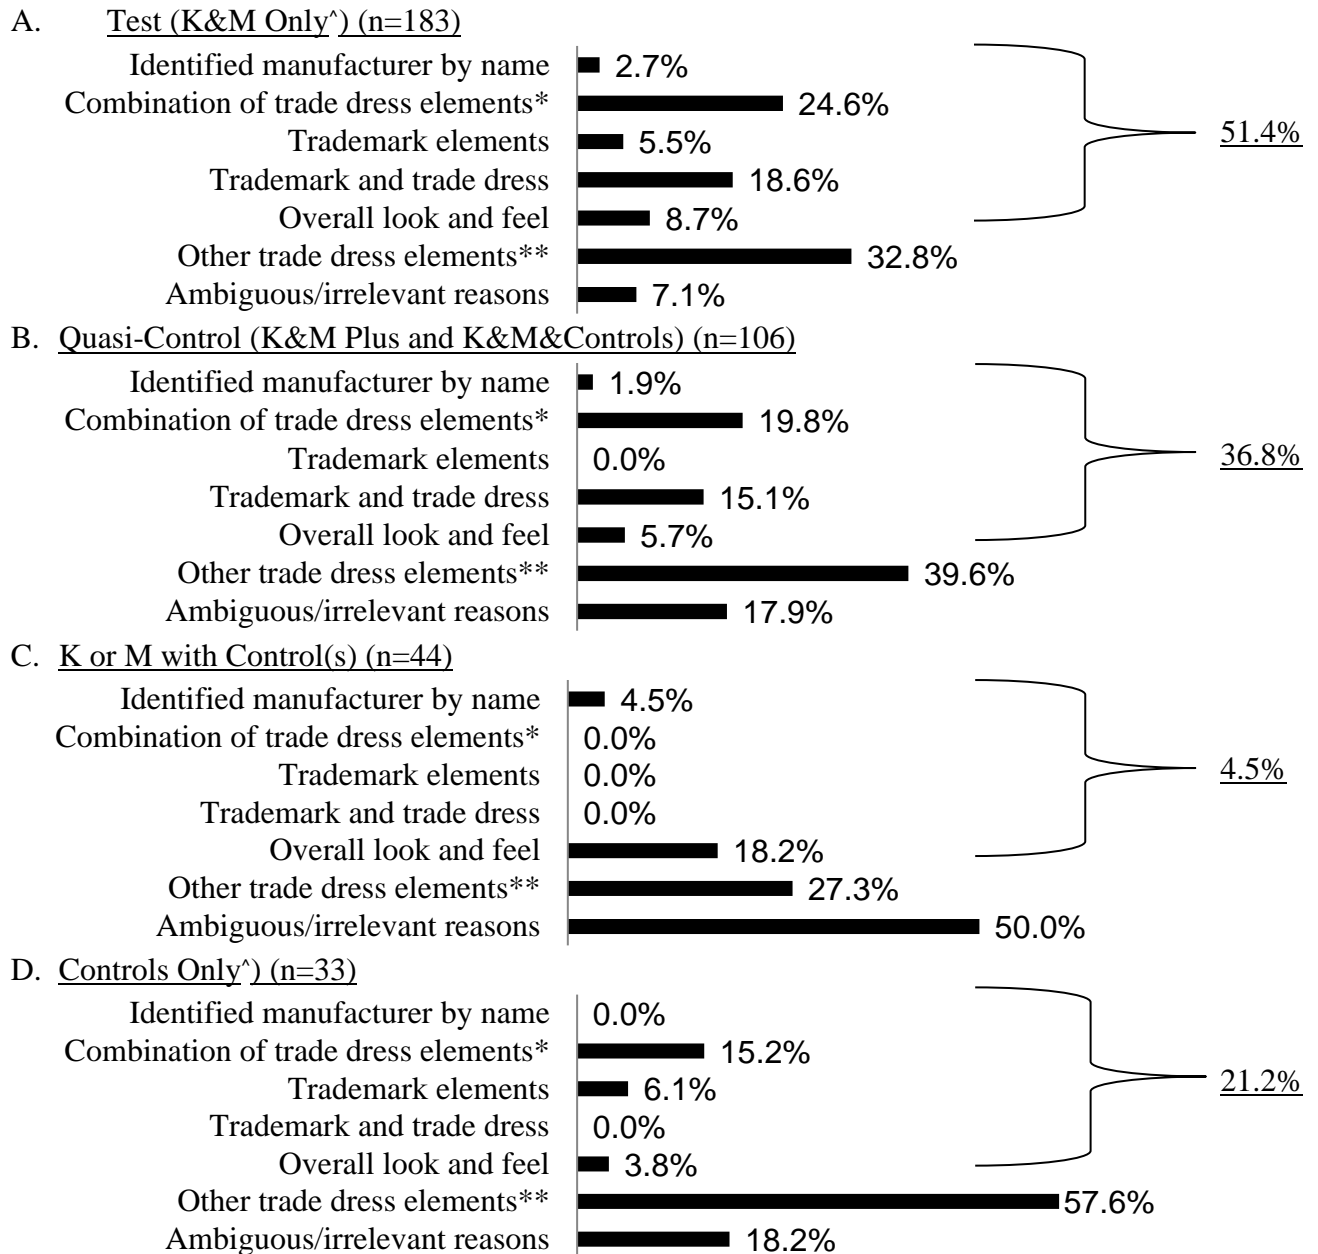 A. Test (K&M Only^) (n=183)
Identified manufacturer by name 2.7%
Combination of trade dress elements* 24.6%
Trademark elements 5.5%
51.4%
Trademark and trade dress 18.6%
Overall look and feel 8.7%
Other trade dress elements** 32.8%
Ambiguous/irrelevant reasons 7.1%
B. Quasi-Control (K&M Plus and K&M&Controls) (n=106)
Identified manufacturer by name 1.9%
Combination of trade dress elements* 19.8%
Trademark elements 0.0%
36.8%
Trademark and trade dress 15.1%
Overall look and feel 5.7%
Other trade dress elements** 39.6%
Ambiguous/irrelevant reasons 17.9%
C. K or M with Control(s) (n=44)
Identified manufacturer by name 4.5%
Combination of trade dress elements* 0.0%
Trademark elements 0.0%
4.5%
Trademark and trade dress 0.0%
Overall look and feel 18.2%
Other trade dress elements** 27.3%
Ambiguous/irrelevant reasons 50.0%
D. Controls Only^) (n=33)
Identified manufacturer by name 0.0%
Combination of trade dress elements* 15.2%
Trademark elements 6.1%
21.2%
Trademark and trade dress 0.0%
Overall look and feel 3.8%
Other trade dress elements** 57.6%
Ambiguous/irrelevant reasons 18.2%